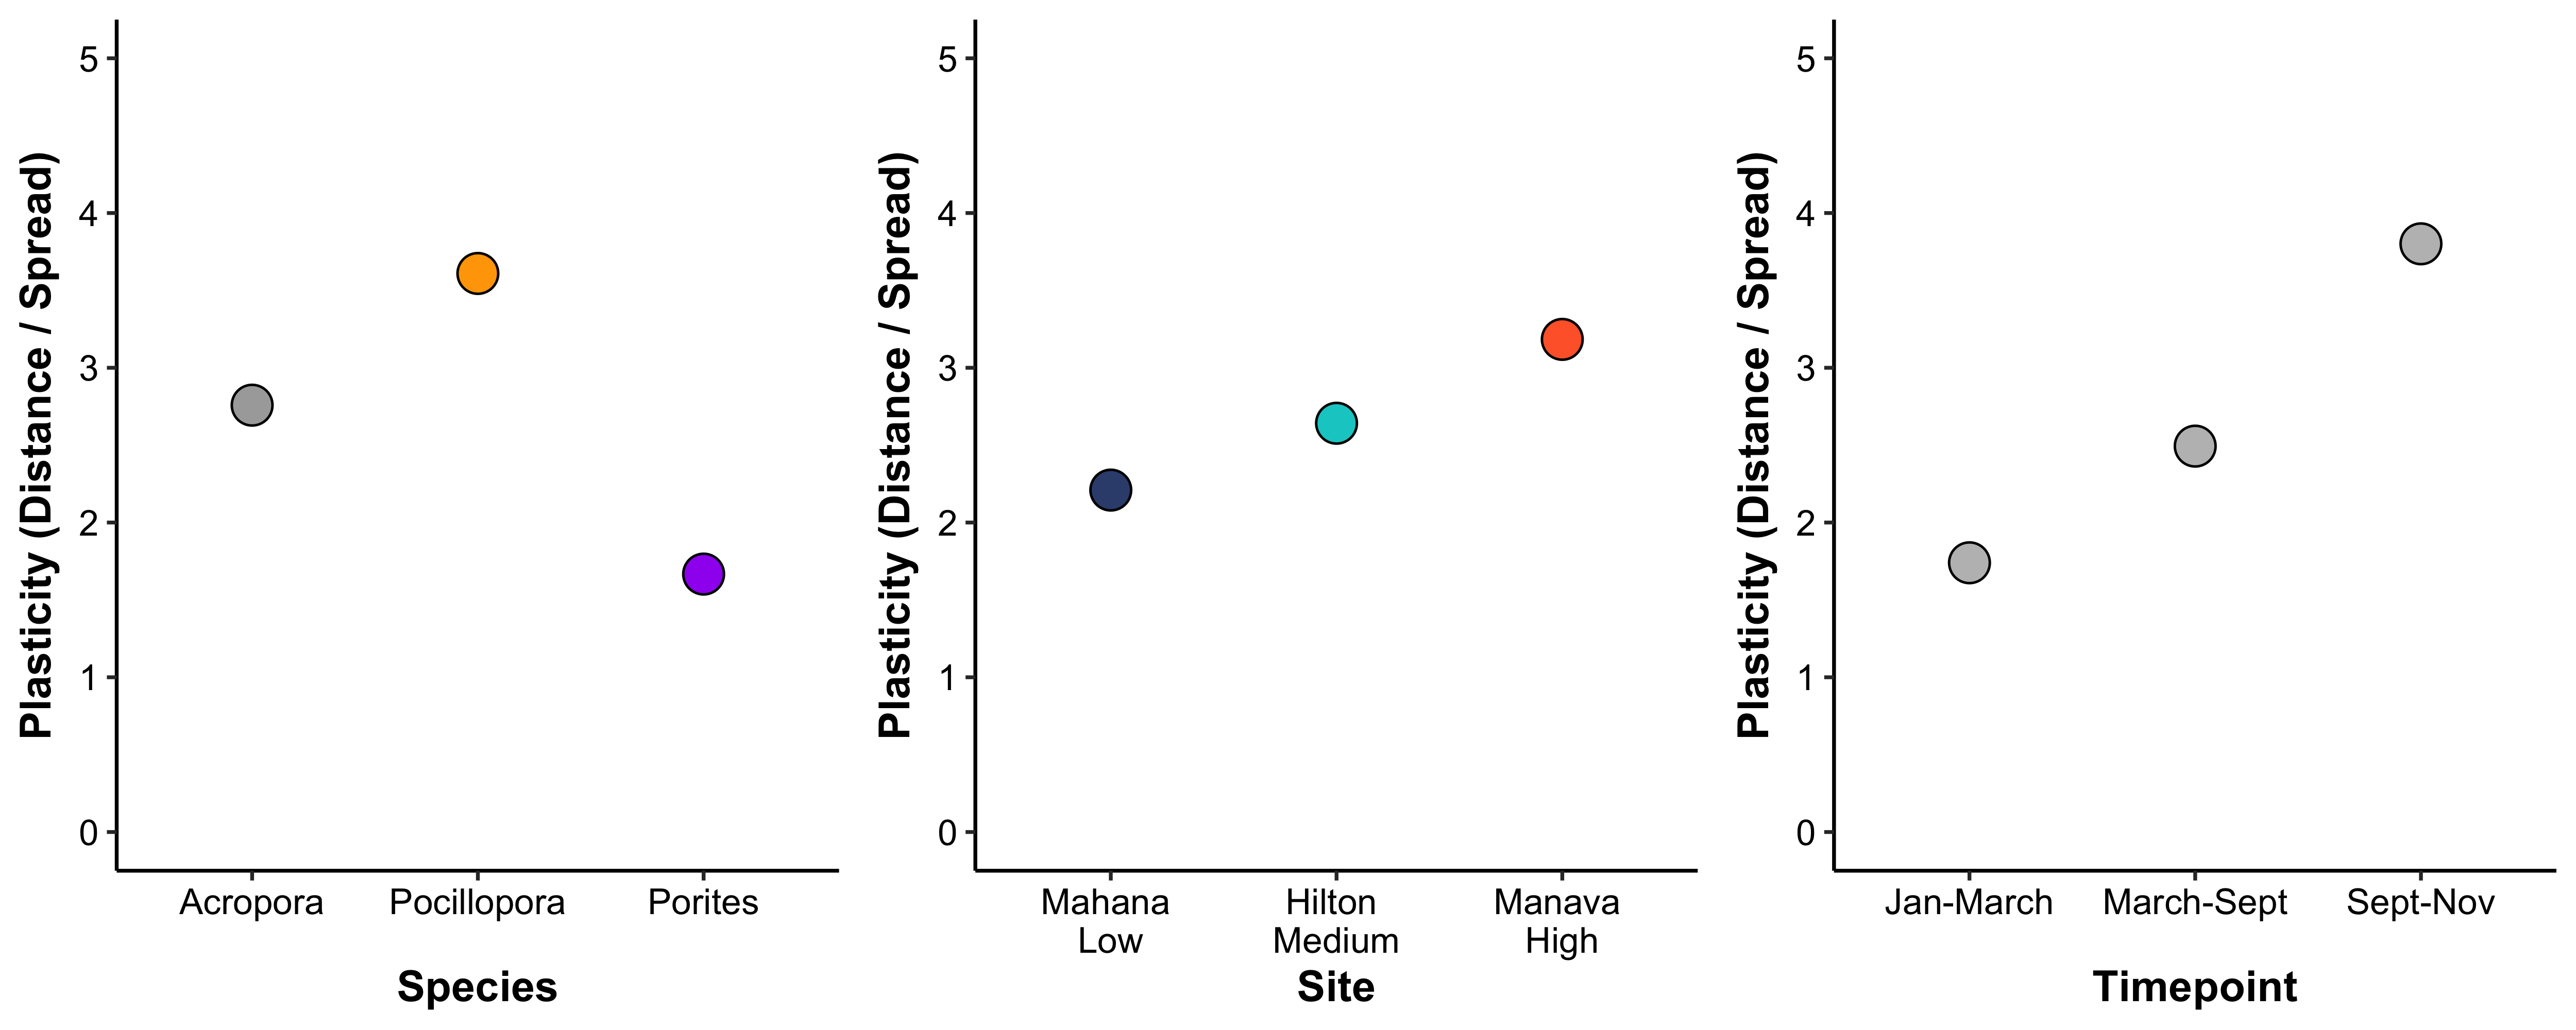 Plasticity (Distance / Spread)
5
4
3
2
1
0
Acropora Pocillopora Porites
Species
Plasticity (Distance / Spread)
5
4
3
2
1
0
Mahana Hilton Manava
Low Medium High
Site
Plasticity (Distance / Spread)
5
4
3
2
1
0
Jan-March March-Sept Sept-Nov
Timepoint